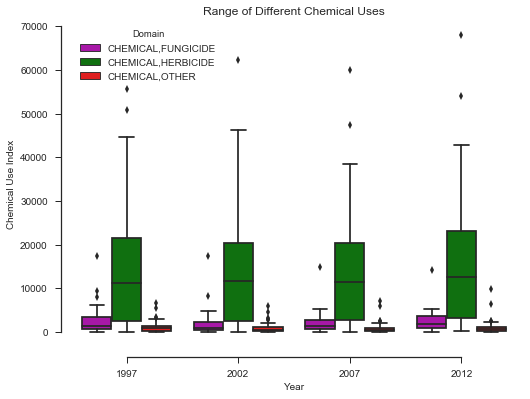 Range of Different Chemical Uses
Domain
CHEMICAL,FUNGICIDE
CHEMICAL,HERBICIDE
CHEMICAL,OTHER
Chemical Use Index
70000
60000
50000
40000
30000
20000
10000
0
1997
2002
2007
2012
Year